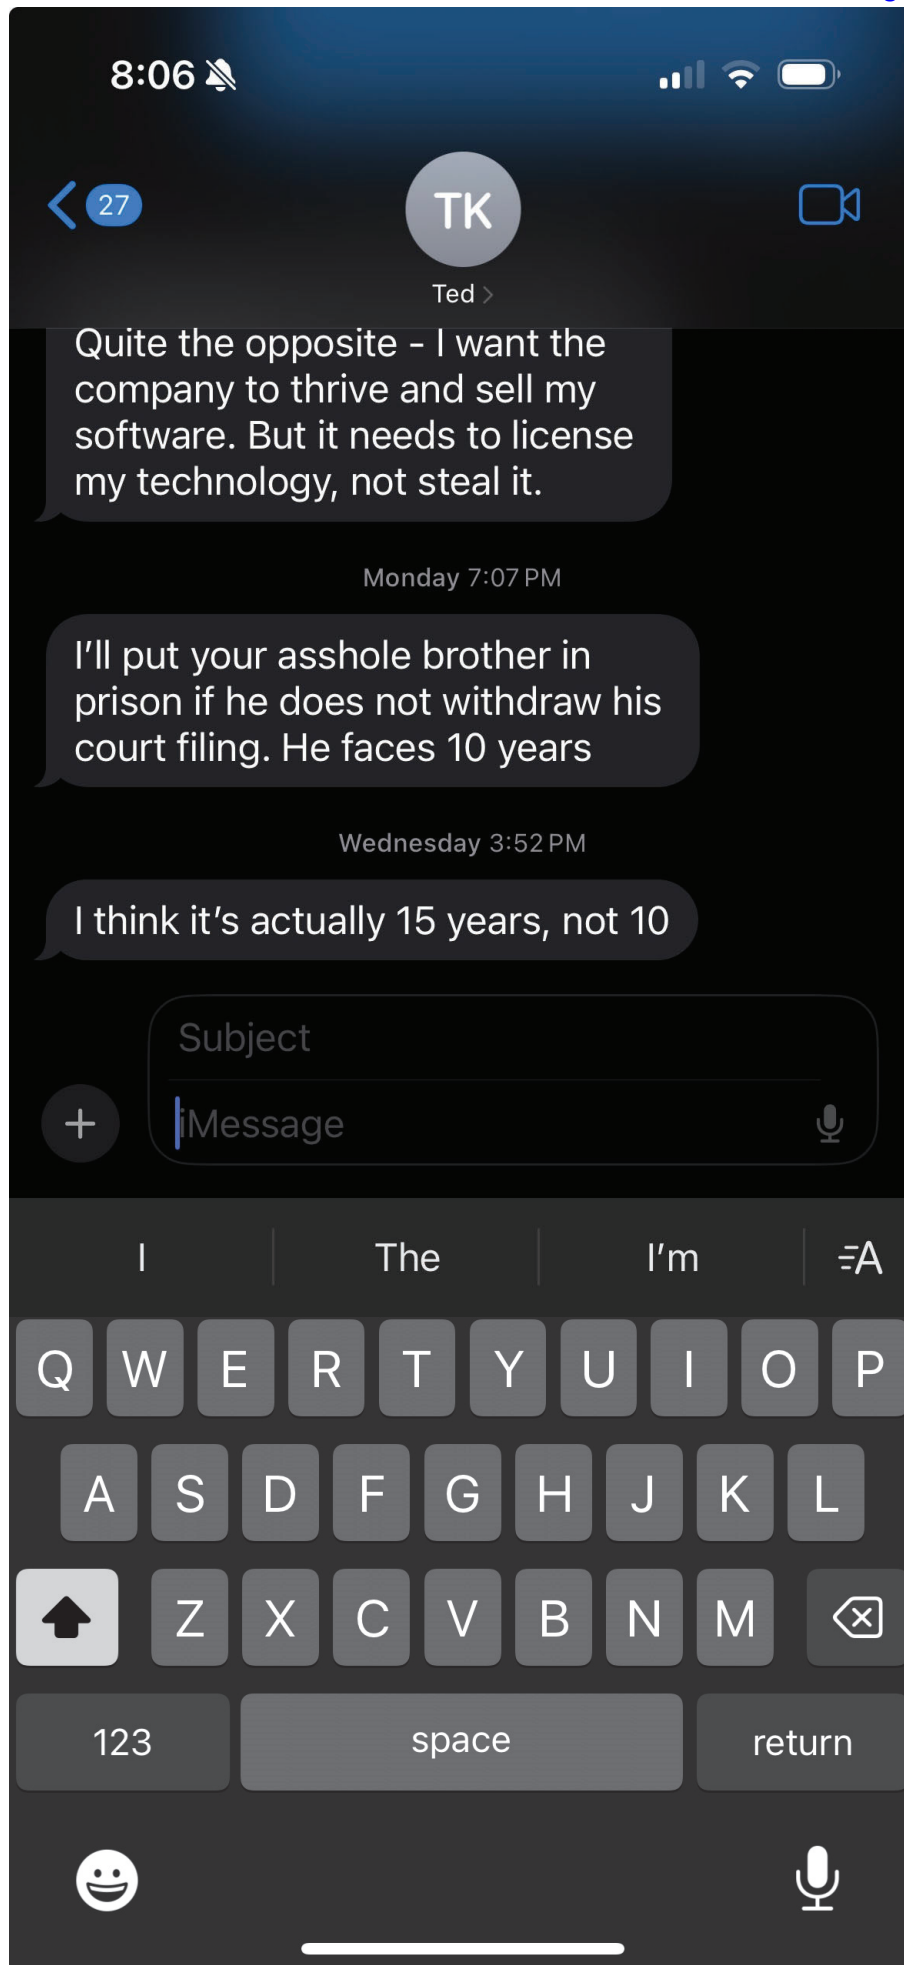 8:06
27
TK
Ted
Quite the opposite - I want the
company to thrive and sell my
software. But it needs to license
my technology, not steal it.
Monday 7:07 PM
I'll put your asshole brother in
prison if he does not withdraw his
court filing. He faces 10 years
Wednesday 3:52 PM
I think it's actually 15 years, not 10
Subject
iMessage
I The I'm A
Q W E R T Y U I O P
A S D F G H J K L
Z X C V B N M
123 space return